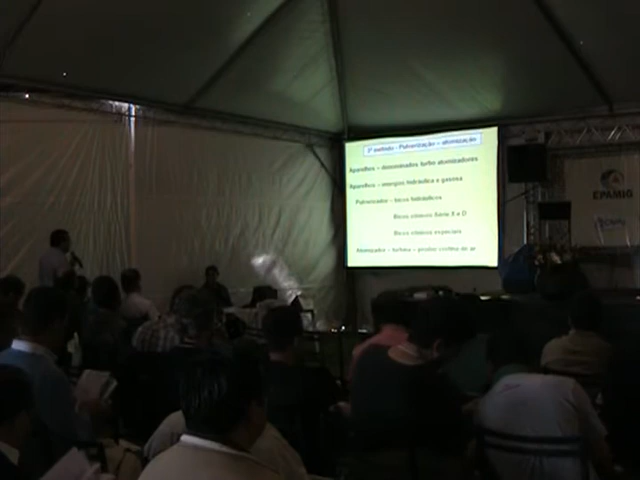 2º método - Pulverização – atomização
Aparelhos – denominados turbo atomizadores
Aparelhos – energias hidráulica e gasosa
Pulverizador – bicos hidráulicos
Bicos cônicos Série X e D
Bicos cônicos especiais
Atomizador – turbina – produz cortina de ar
EPAMIG